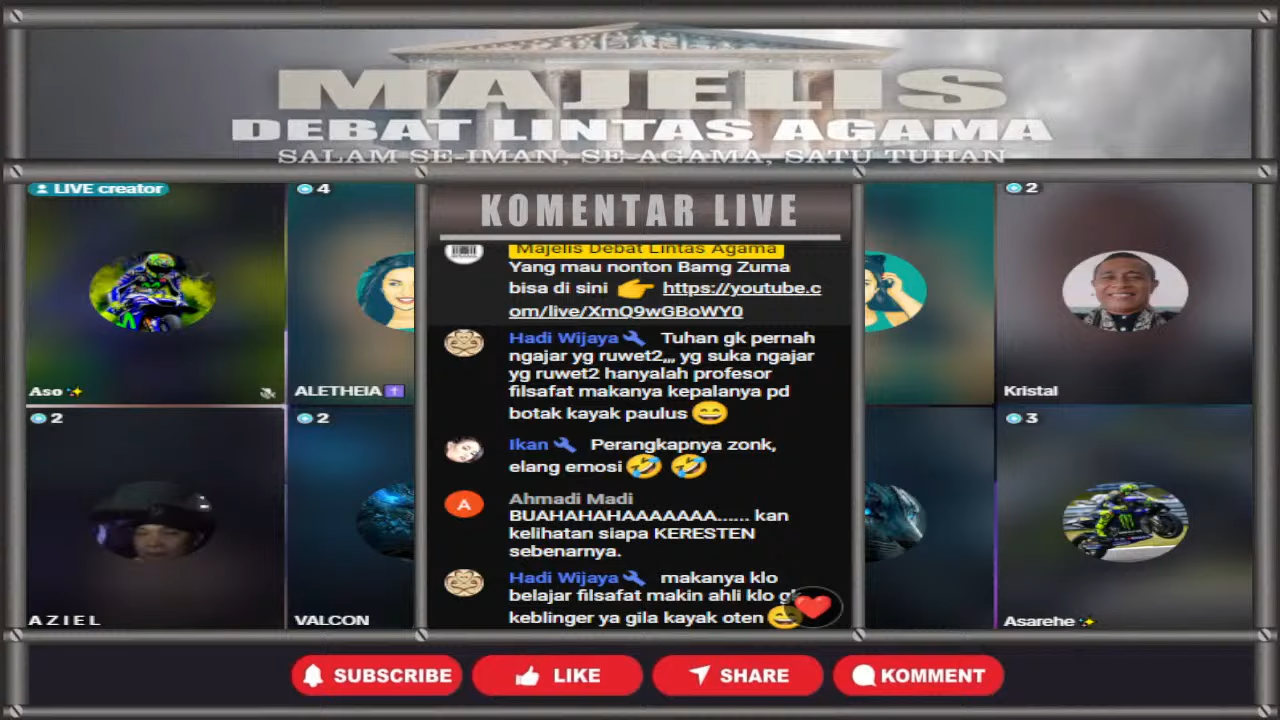 MAJELIS
DEBAT LINTAS AGAMA
SALAM SE-IMAN, SE-AGAMA, SATU TUHAN
LIVE creator
4
2
KOMENTAR LIVE
Majelis Debat Lintas Agama
Yang mau nonton Bamg Zuma
bisa di sini 👉 https://youtube.c
om/live/XmQ9wGBoWY0
Hadi Wijaya Tuhan gk pernah
ngajar yg ruwet2,,, yg suka ngajar
yg ruwet2 hanyalah profesor
filsafat makanya kepalanya pd
botak kayak paulus 😄
Ikan Perangkapnya zonk,
elang emosi 🤣 🤣
Ahmadi Madi
A
BUAHAHAHAAAAAAA...... kan
kelihatan siapa KERESTEN
sebenarnya.
Hadi Wijaya makanya klo
belajar filsafat makin ahli klo
keblinger ya gila kayak oten 😄
Aso ✨
ALETHEIA ✝️
Kristal
2
2
3
AZIEL
VALCON
Asarehe ✨
SUBSCRIBE
LIKE
SHARE
KOMMENT